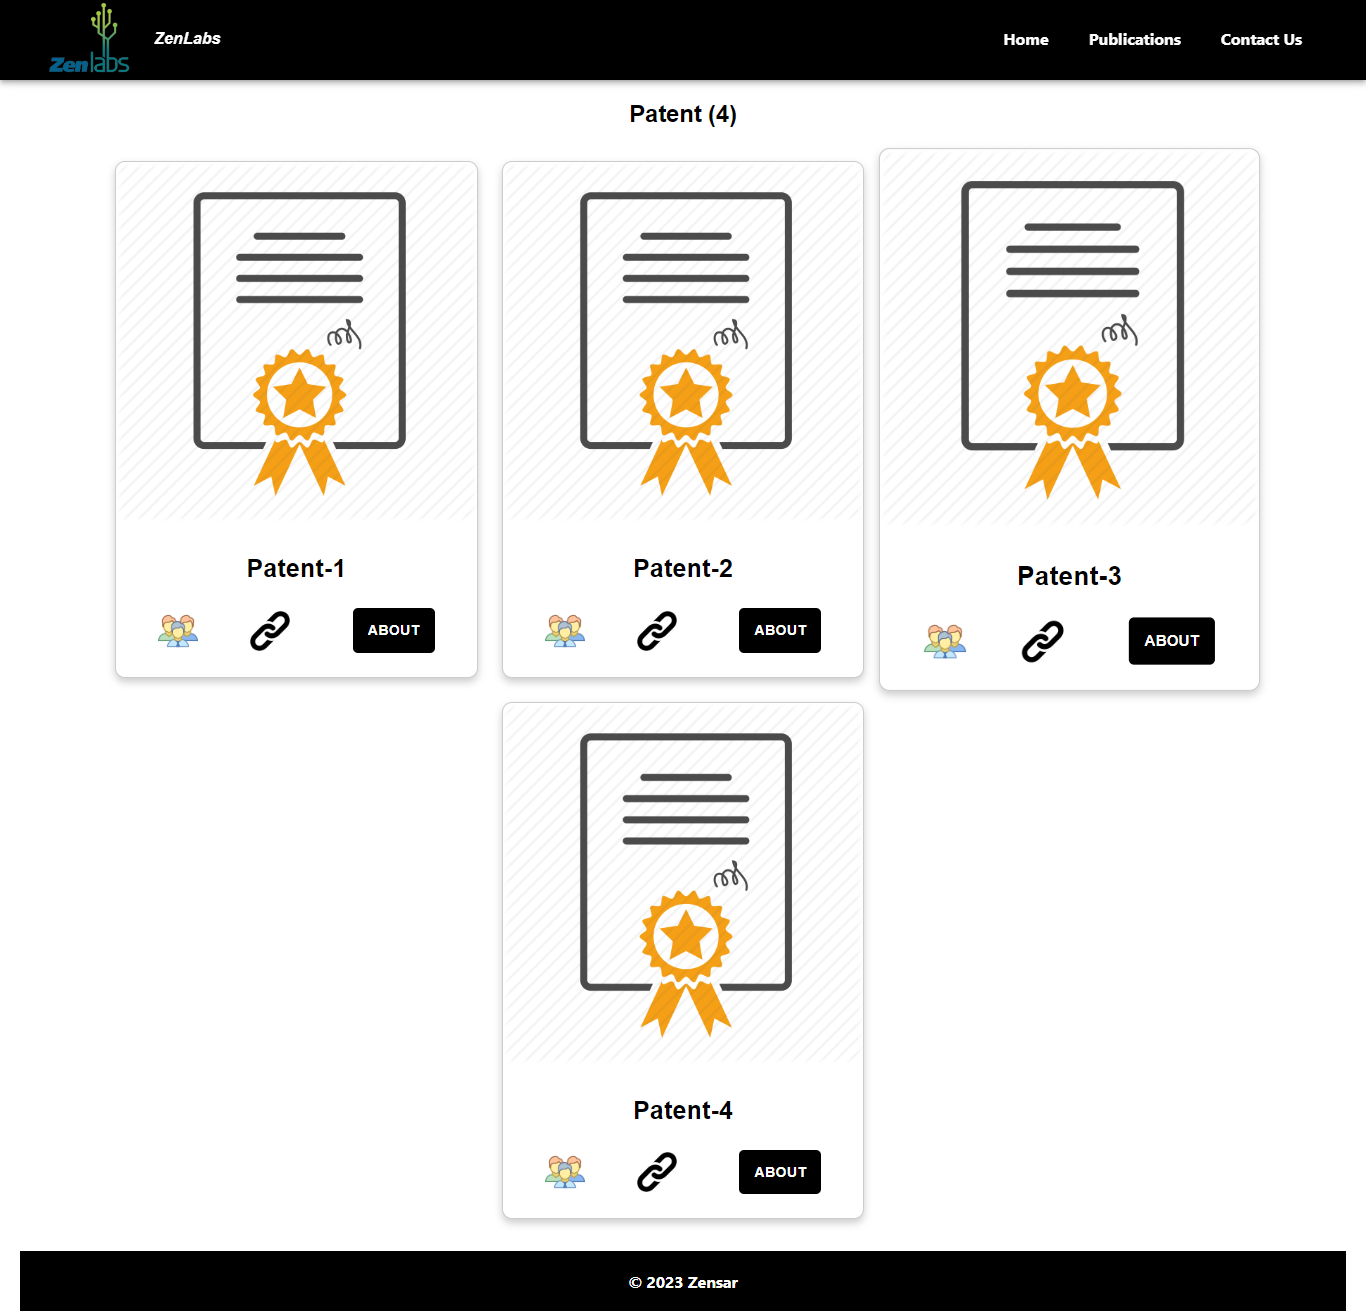 Zenlabs
ZenLabs
Home
Publications
Contact Us
Patent (4)
Patent-1
ABOUT
Patent-2
ABOUT
Patent-3
ABOUT
Patent-4
ABOUT
© 2023 Zensar